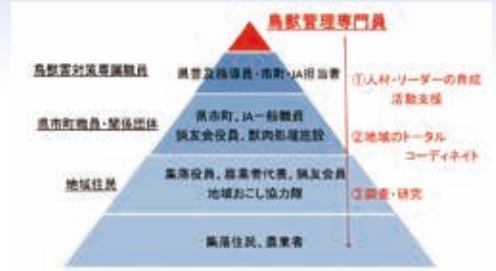 鳥獣管理専門員
鳥獣害対策専属職員
県普及指導員・市町・JA担当者
①人材・リーダーの育成
活動支援
県市町職員・関係団体
県市町、JA一般職員
猟友会役員、獣肉処理施設
②地域のトータル
コーディネイト
地域住民
集落役員、農業者代表、猟友会員
地域おこし協力隊
③調査・研究
集落住民、農業者